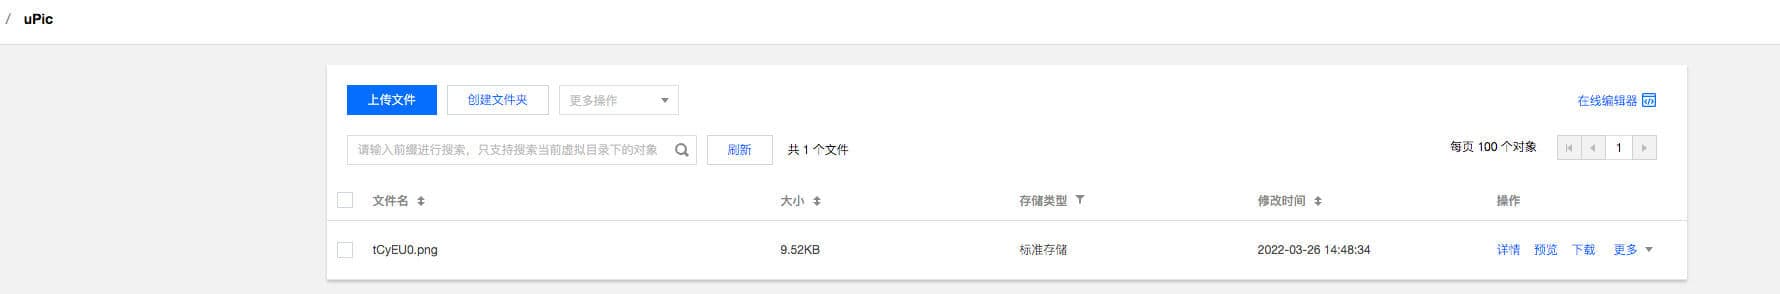 / uPic
上传文件 创建文件夹 更多操作 在线编辑器
请输入前缀进行搜索，只支持搜索当前虚拟目录下的对象 刷新 共 1 个文件 每页 100 个对象 1
文件名 大小 存储类型 修改时间 操作
tCyEU0.png 9.52KB 标准存储 2022-03-26 14:48:34 详情 预览 下载 更多